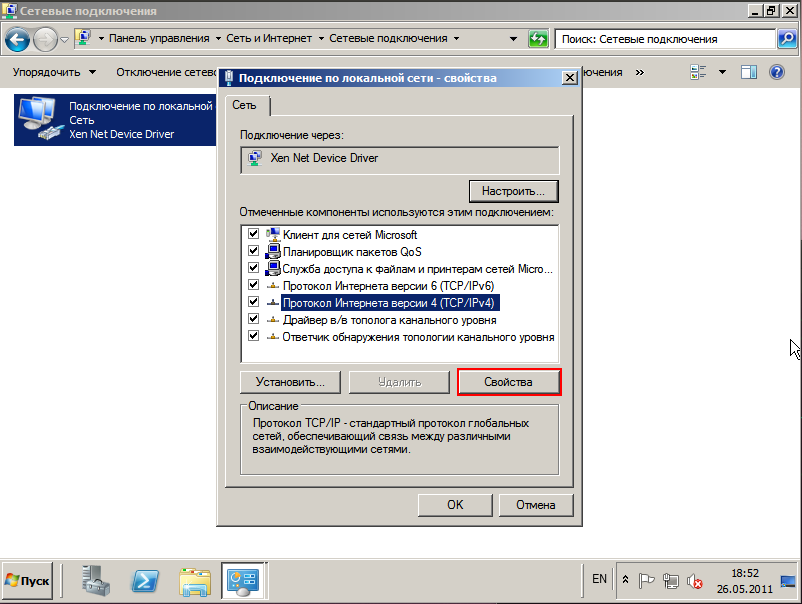 Сетевые подключения
Панель управления
Сеть и Интернет
Сетевые подключения
Поиск: Сетевые подключения
Упорядочить
Отключение
Подключение по локальной
Сеть
Xen Net Device Driver
Подключение по локальной сети - свойства
Сеть
Подключение через:
Xen Net Device Driver
Настроить...
Отмеченные компоненты используются этим подключением:
Клиент для сетей Microsoft
Планировщик пакетов QoS
Служба доступа к файлам и принтерам сетей Micro...
Протокол Интернета версии 6 (TCP/IPv6)
Протокол Интернета версии 4 (TCP/IPv4)
Драйвер в/в тополога канального уровня
Ответчик обнаружения топологии канального уровня
Установить...
Удалить
Свойства
Описание
Протокол TCP/IP - стандартный протокол глобальных
сетей, обеспечивающий связь между различными
взаимодействующими сетями.
OK
Отмена
Пуск
EN
18:52
26.05.2011